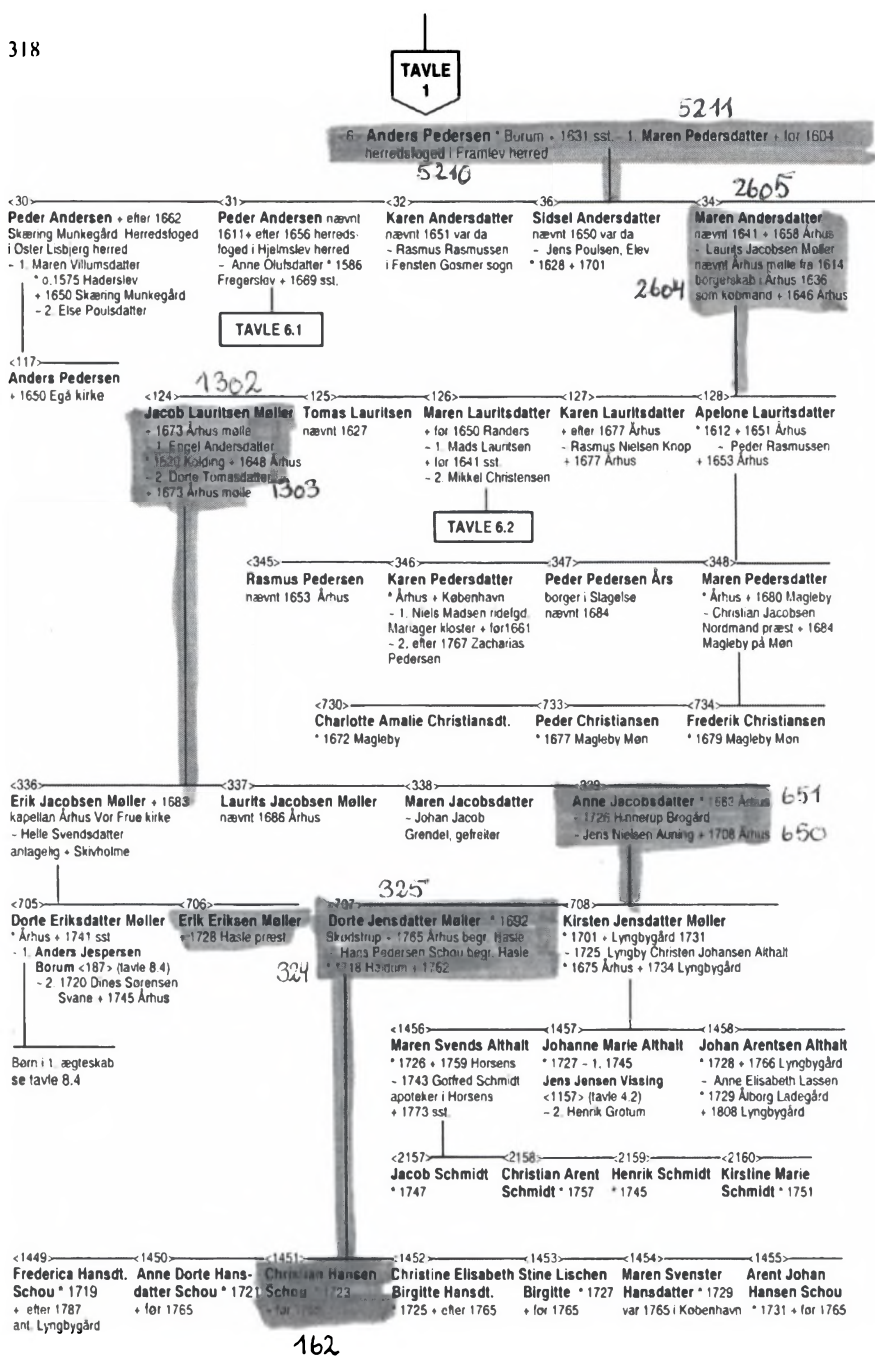 318
TAVLE
1
5211
6 Anders Pedersen * Borum + 1631 sst. - 1. Maren Pedersdatter + før 1604
herredsfoged i Framlev herred
5210
<30
Peder Andersen + efter 1662
Skæring Munkegård. Herredsfoged
i Øster Lisbjerg herred
- 1. Maren Villumsdatter
* o.1575 Haderslev
+ 1650 Skæring Munkegård
- 2. Else Poulsdatter
<31>
Peder Andersen nævnt
1611 + efter 1656 herreds-
foged i Hjelmslev herred
- Anne Olufsdatter * 1586
Fregerslev + 1669 sst.
TAVLE 6.1
<32>
Karen Andersdatter
nævnt 1651 var da
- Rasmus Rasmussen
i Fensten Gosmer sogn
<36>
Sidsel Andersdatter
nævnt 1650 var da
- Jens Poulsen, Elev
* 1628 + 1701
2605
<34>
Maren Andersdatter
nævnt 1641 + 1658 Århus
- Laurits Jacobsen Møller
nævnt Århus mølle fra 1614
borgerskab i Århus 1636
som købmand + 1646 Århus
2604
<117>
Anders Pedersen
+ 1650 Egå kirke
1302
<124>
Jacob Lauritsen Møller
+ 1673 Århus mølle
- 1. Engel Andersdatter
* 1620 Kolding + 1648 Århus
- 2. Dorte Tomasdatter
+ 1673 Århus mølle
1303
<125>
Tomas Lauritsen
nævnt 1627
<126>
Maren Lauritsdatter
+ før 1650 Randers
- 1. Mads Lauritsen
+ før 1641 sst.
- 2. Mikkel Christensen
TAVLE 6.2
<127>
Karen Lauritsdatter
+ efter 1677 Århus
- Rasmus Nielsen Knop
+ 1677 Århus
<128>
Apelone Lauritsdatter
* 1612 + 1651 Århus
- Peder Rasmussen
+ 1653 Århus
<345>
Rasmus Pedersen
nævnt 1653 Århus
<346>
Karen Pedersdatter
* Århus + København
- 1. Niels Madsen ridefgd.
Mariager kloster + før1661
- 2. efter 1767 Zacharias
Pedersen
<347>
Peder Pedersen Års
borger i Slagelse
nævnt 1684
<348>
Maren Pedersdatter
* Århus + 1680 Magleby
- Christian Jacobsen
Nordmand præst + 1684
Magleby på Møn
<730>
Charlotte Amalie Christiansdt.
* 1672 Magleby
<733>
Peder Christiansen
* 1677 Magleby Møn
<734>
Frederik Christiansen
* 1679 Magleby Møn
<336>
Erik Jacobsen Møller + 1683
kapellan Århus Vor Frue kirke
- Helle Svendsdatter
antagelig + Skivholme
<337>
Laurits Jacobsen Møller
nævnt 1686 Århus
<338
Maren Jacobsdatter
- Johan Jacob
Grendel, gefreiter
339
Anne Jacobsdatter * 1662 Århus
- 1726 Hinnerup Brogård
- Jens Nielsen Auning + 1708 Århus
651
650
<705>
Dorte Eriksdatter Møller
* Århus + 1741 sst
- 1. Anders Jespersen
Borum <187> (tavle 8.4)
- 2. 1720 Dines Sørensen
Svane + 1745 Århus
Børn i 1. ægteskab
se tavle 8.4
<706>
Erik Eriksen Møller
+ 1728 Hasle præst
325
<707>
Dorte Jensdatter Møller * 1692
Skødstrup - 1765 Århus begr. Hasle
- Hans Pedersen Schou begr. Hasle
* 1718 Haldum + 1762
324
<708>
Kirsten Jensdatter Møller
* 1701 + Lyngbygård 1731
- 1725 Lyngby Christen Johansen Althalt
* 1675 Århus + 1734 Lyngbygård
<1456>
Maren Svends Althalt
* 1726 + 1759 Horsens
- 1743 Gotfred Schmidt
apoteker i Horsens
+ 1773 sst.
<1457>
Johanne Marie Althalt
* 1727 - 1. 1745
Jens Jensen Vissing
<1157> (tavle 4.2)
- 2. Henrik Grotum
<1458
Johan Arentsen Althalt
* 1728 + 1766 Lyngbygård
- Anne Elisabeth Lassen
* 1729 Ålborg Ladegård
+ 1808 Lyngbygård
<2157>
Jacob Schmidt
* 1747
<2158>
Christian Arent
Schmidt * 1757
<2159>
Henrik Schmidt
* 1745
<2160>
Kirstine Marie
Schmidt * 1751
<1449>
Frederica Hansdt.
Schou * 1719
+ efter 1787
ant. Lyngbygård
<1450>
Anne Dorte Hans-
datter Schou * 1721
+ før 1765
<1451>
Christian Hansen
Schou * 1723
+ før
162
<1452
Christine Elisabeth
Birgitte Hansdt.
* 1725 + efter 1765
<1453>
Stine Lischen
Birgitte * 1727
+ før 1765
<1454>
Maren Svenster
Hansdatter * 1729
var 1765 i København
<1455>
Arent Johan
Hansen Schou
* 1731 + før 1765